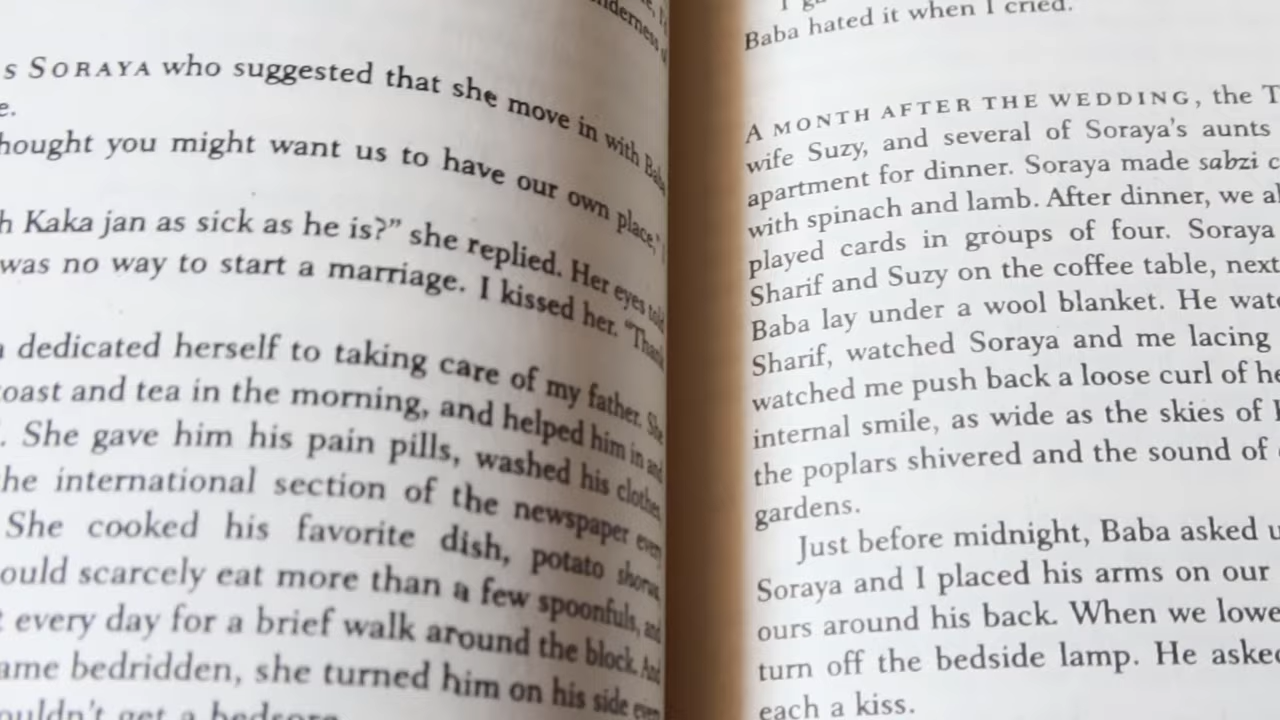 s SORAYA who suggested that she move in with Baba
e.
hought you might want us to have our own place," I
h Kaka jan as sick as he is?" she replied. Her eyes told
was no way to start a marriage. I kissed her. "Thank
dedicated herself to taking care of my father. She
oast and tea in the morning, and helped him in and
. She gave him his pain pills, washed his clothes,
he international section of the newspaper every
She cooked his favorite dish, potato shorwa,
ould scarcely eat more than a few spoonfuls, and
t every day for a brief walk around the block. And
ame bedridden, she turned him on his side every
ouldn't get a bedsore.
Baba hated it when I cried.
A MONTH AFTER THE WEDDING, the T
wife Suzy, and several of Soraya's aunts
apartment for dinner. Soraya made sabzi c
with spinach and lamb. After dinner, we al
played cards in groups of four. Soraya
Sharif and Suzy on the coffee table, next
Baba lay under a wool blanket. He watc
Sharif, watched Soraya and me lacing
watched me push back a loose curl of he
internal smile, as wide as the skies of
the poplars shivered and the sound of
gardens.
Just before midnight, Baba asked u
Soraya and I placed his arms on our
ours around his back. When we lowe
turn off the bedside lamp. He asked
each a kiss.